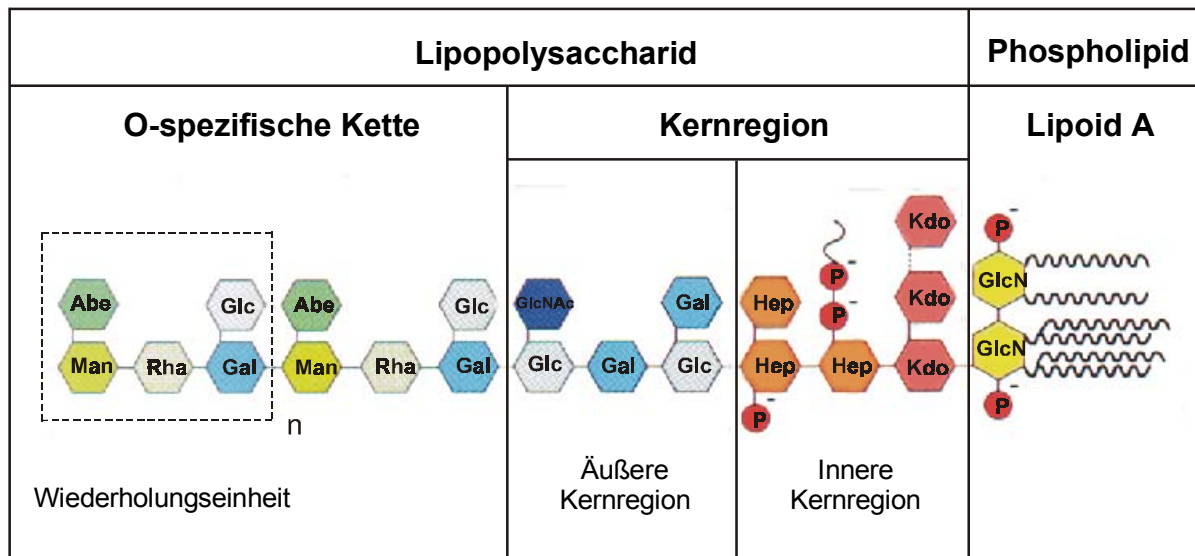 Lipopolysaccharid
Phospholipid
O-spezifische Kette
Kernregion
Lipoid A
Kdo
P
-
Abe
Glc
Abe
Glc
GlcNAc
Gal
Hep
P
-
Kdo
GlcN
P
-
Man
Rha
Gal
Man
Rha
Gal
Glc
Gal
Glc
Hep
Hep
Kdo
GlcN
P
-
P
-
n
Wiederholungseinheit
Äußere
Kernregion
Innere
Kernregion